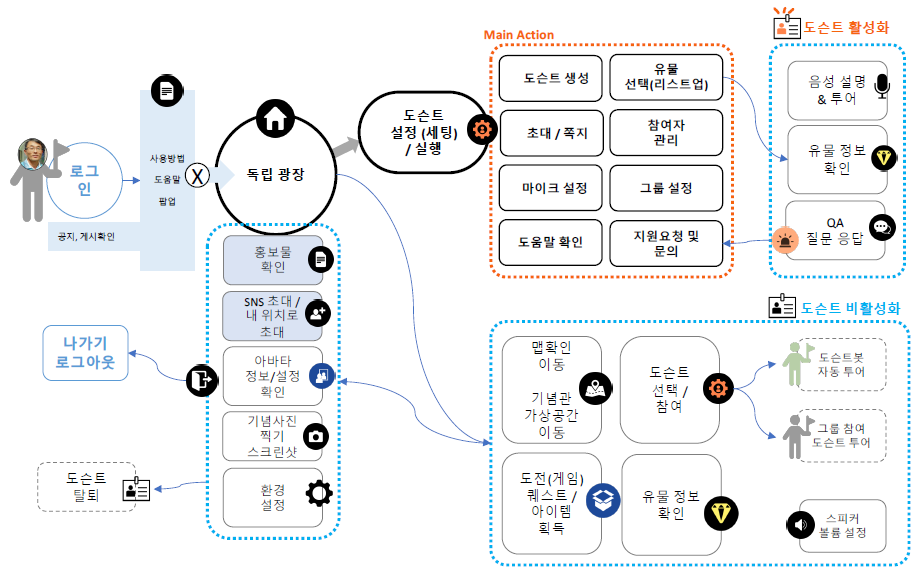 로그
인
공지, 게시확인
사용방법
도움말
팝업
X
독립 광장
도슨트
설정 (세팅)
/ 실행
Main Action
도슨트 생성
유물
선택(리스트업)
초대 / 쪽지
참여자
관리
마이크 설정
그룹 설정
도움말 확인
지원요청 및
문의
도슨트 활성화
음성 설명
& 투어
유물 정보
확인
QA
질문 응답
홍보물
확인
SNS 초대 /
내 위치로
초대
아바타
정보/설정
확인
기념사진
찍기
스크린샷
환경
설정
나가기
로그아웃
도슨트
탈퇴
도슨트 비활성화
맵확인
이동
기념관
가상공간
이동
도슨트
선택 /
참여
도슨트봇
자동 투어
그룹 참여
도슨트 투어
도전(게임)
퀘스트 /
아이템
획득
유물 정보
확인
스피커
볼륨 설정